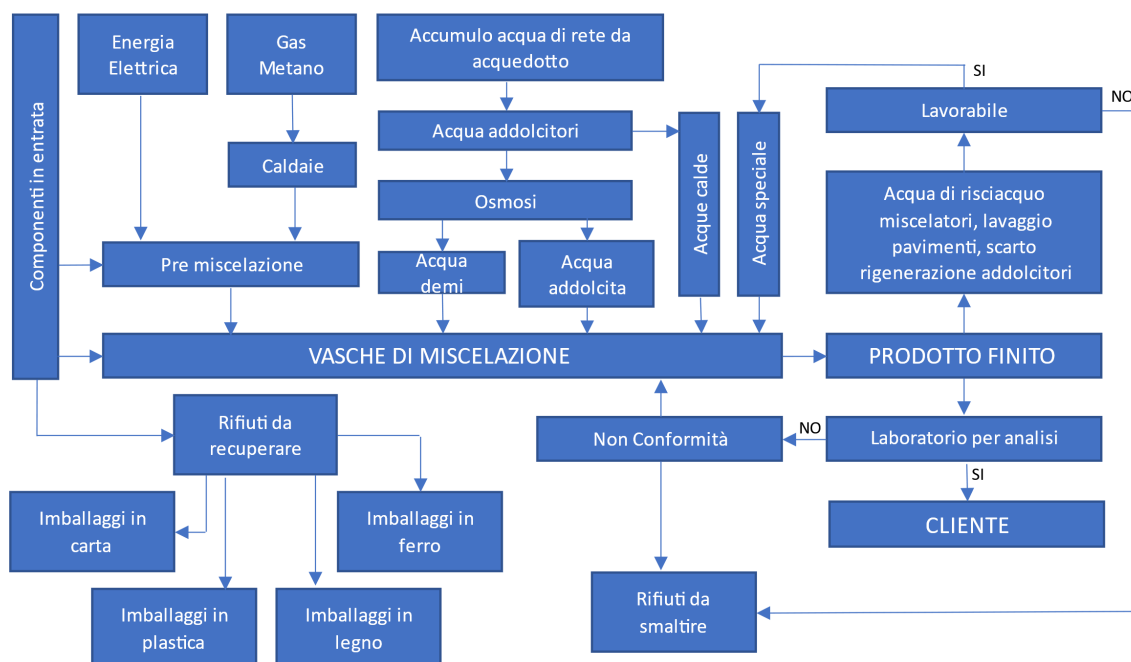 Componenti in entrata
Energia
Elettrica
Gas
Metano
Accumulo acqua di rete da
acquedotto
SI
NO
Lavorabile
Acqua addolcitori
Caldaie
Acque calde
Acqua speciale
Osmosi
Acqua di risciacquo
miscelatori, lavaggio
pavimenti, scarto
rigenerazione addolcitori
Pre miscelazione
Acqua
demi
Acqua
addolcita
VASCHE DI MISCELAZIONE
PRODOTTO FINITO
Rifiuti da
recuperare
Non Conformità
NO
Laboratorio per analisi
SI
Imballaggi in
carta
Imballaggi in
ferro
CLIENTE
Imballaggi in
plastica
Imballaggi in
legno
Rifiuti da
smaltire